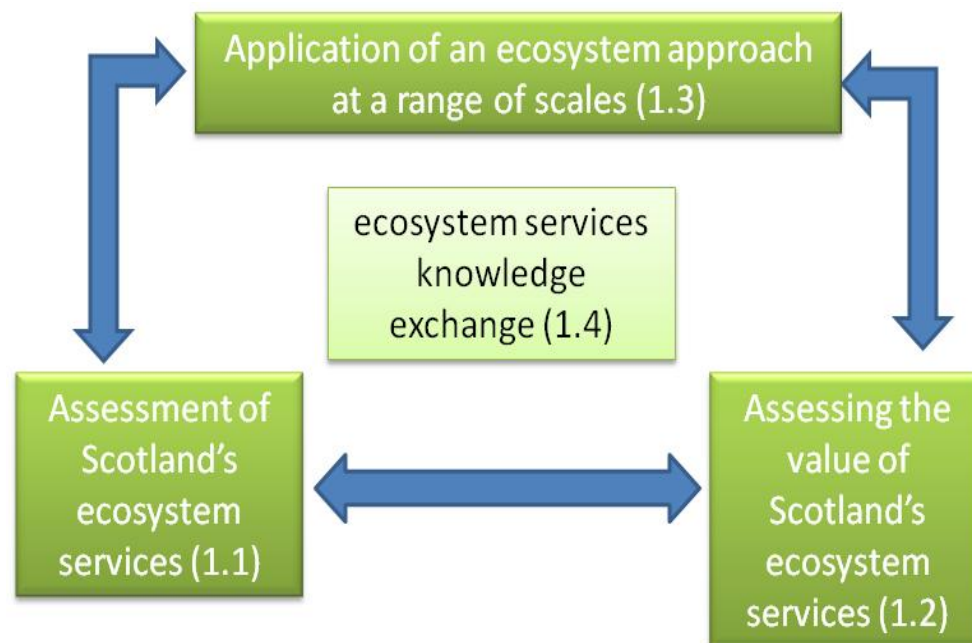 Application of an ecosystem approach
at a range of scales (1.3)
ecosystem services
knowledge
exchange (1.4)
Assessment of
Scotland’s
ecosystem
services (1.1)
Assessing the
value of
Scotland’s
ecosystem
services (1.2)